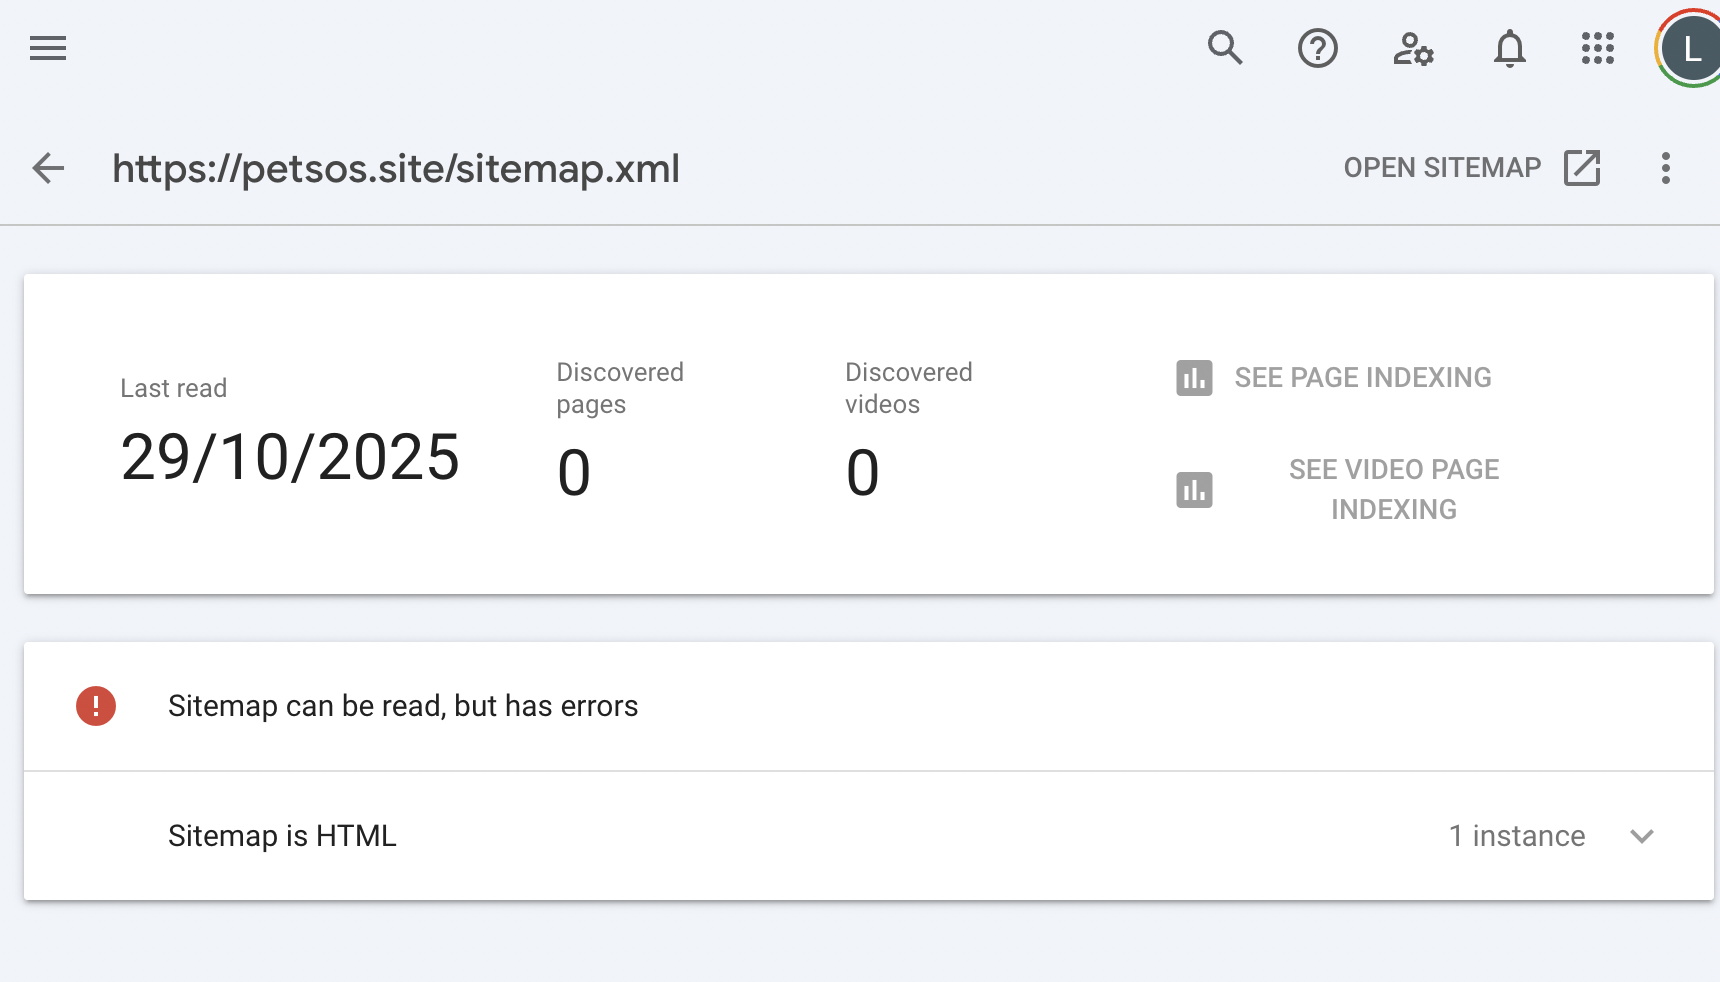 L
https://petsos.site/sitemap.xml
OPEN SITEMAP
Last read
29/10/2025
Discovered
pages
0
Discovered
videos
0
SEE PAGE INDEXING
SEE VIDEO PAGE
INDEXING
Sitemap can be read, but has errors
Sitemap is HTML
1 instance